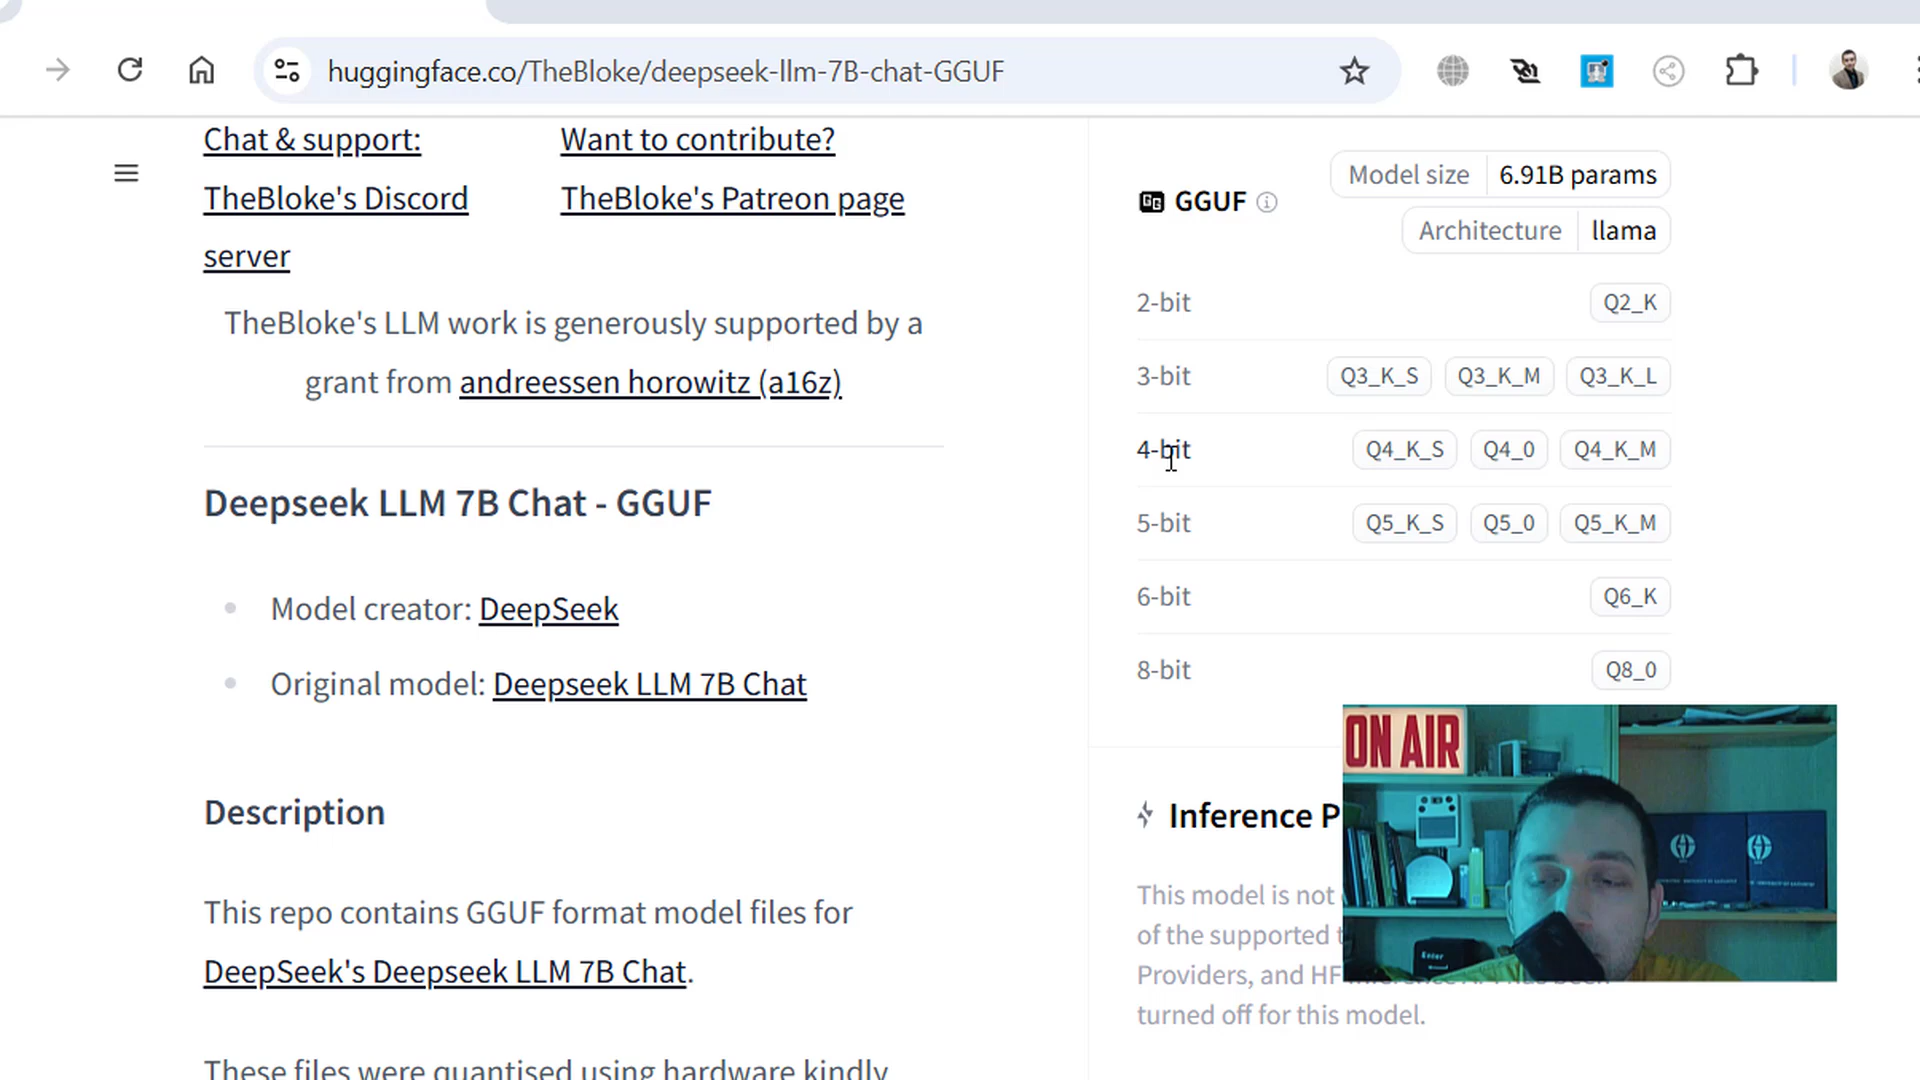 huggingface.co/TheBloke/deepseek-llm-7B-chat-GGUF
Chat & support:
TheBloke's Discord
server
Want to contribute?
TheBloke's Patreon page
TheBloke's LLM work is generously supported by a
grant from andreessen horowitz (a16z)
Deepseek LLM 7B Chat - GGUF
Model creator: DeepSeek
Original model: Deepseek LLM 7B Chat
Description
This repo contains GGUF format model files for
DeepSeek's Deepseek LLM 7B Chat.
These files were quantised using hardware kindly
GGUF
Model size 6.91B params
Architecture llama
2-bit Q2_K
3-bit Q3_K_S Q3_K_M Q3_K_L
4-bit Q4_K_S Q4_0 Q4_K_M
5-bit Q5_K_S Q5_0 Q5_K_M
6-bit Q6_K
8-bit Q8_0
Inference P
This model is not
of the supported t
Providers, and HF
turned off for this model.
ON AIR
Enter